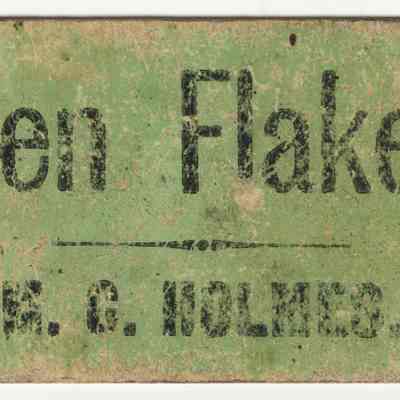 en Flake
M. C. HOLMES.